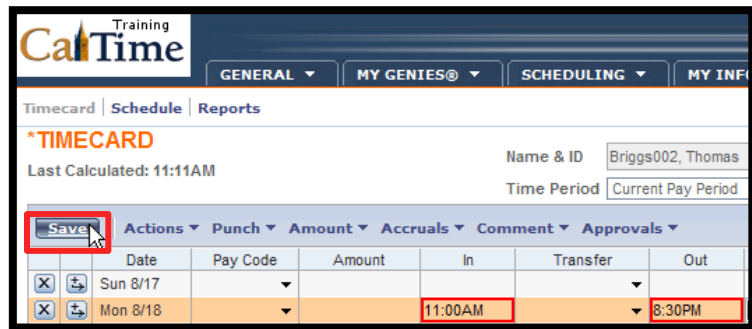 Training
CalTime
GENERAL MY GENIES® SCHEDULING MY INF
Timecard Schedule Reports
*TIMECARD
Last Calculated: 11:11AM
Name & ID Briggs002, Thomas
Time Period Current Pay Period
Save Actions Punch Amount Accruals Comment Approvals
Date Pay Code Amount In Transfer Out
Sun 8/17
Mon 8/18 11:00AM 8:30PM